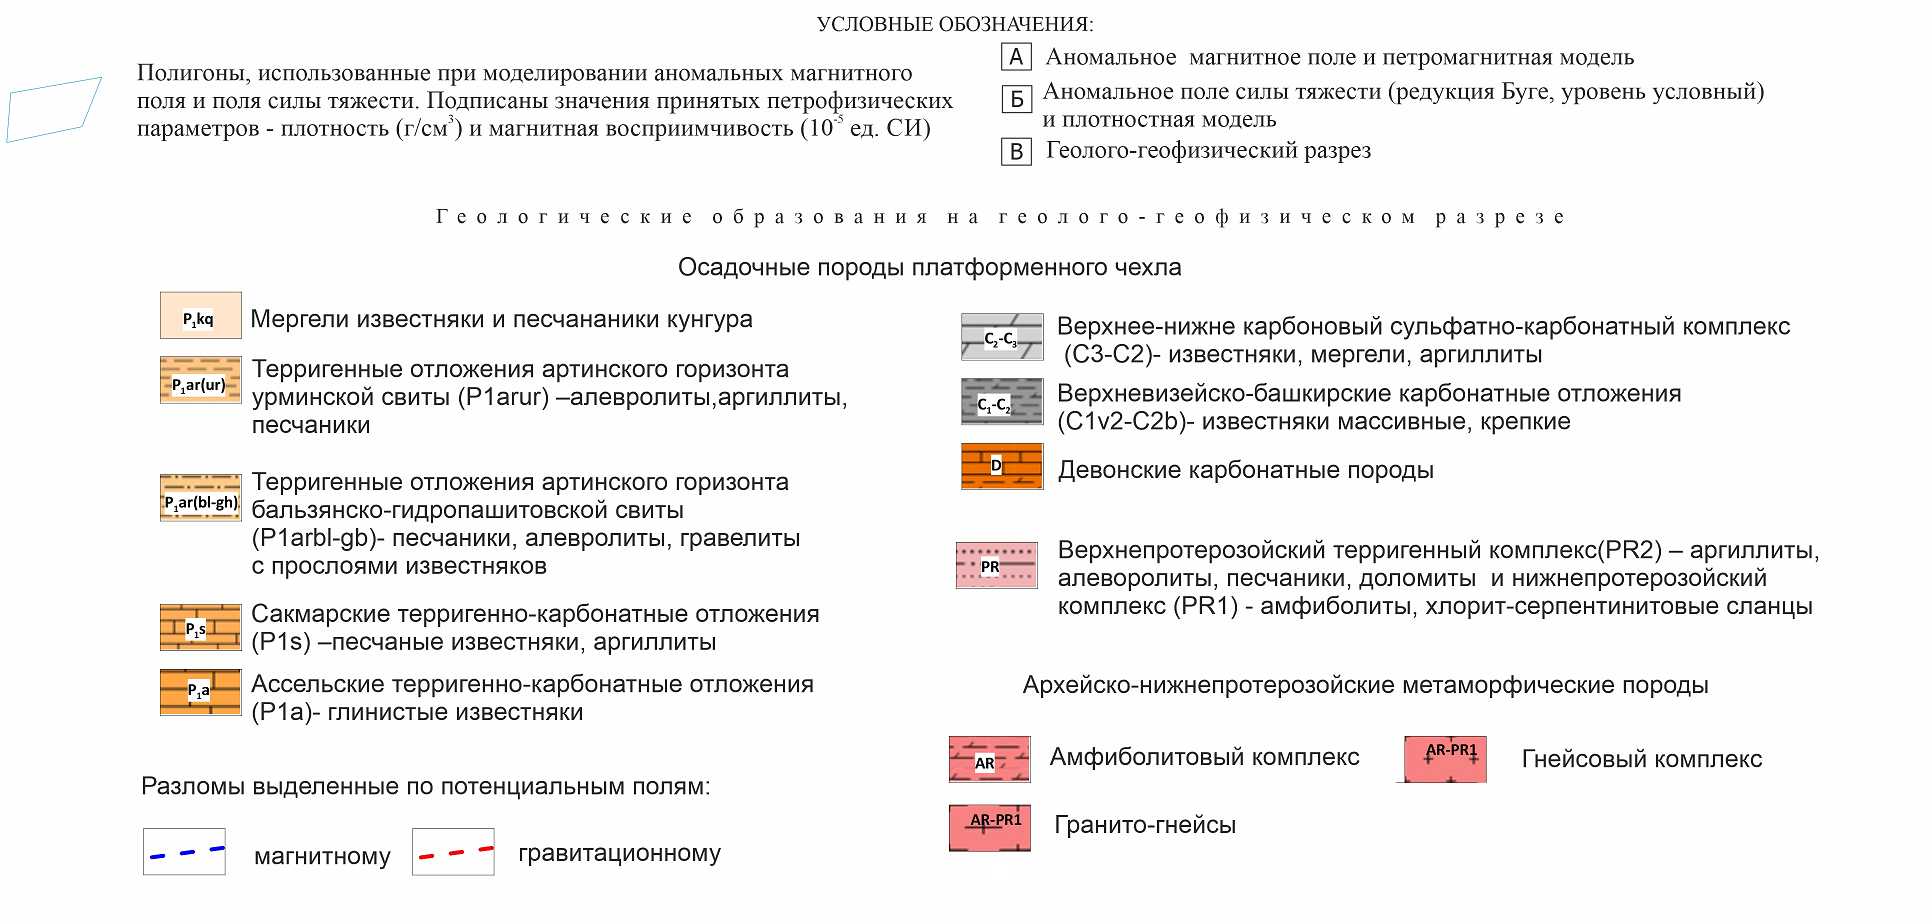 УСЛОВНЫЕ ОБОЗНАЧЕНИЯ:
Полигоны, использованные при моделировании аномальных магнитного
поля и поля силы тяжести. Подписаны значения принятых петрофизических
параметров - плотность (г/см³) и магнитная восприимчивость (10⁻⁵ ед. СИ)
А Аномальное магнитное поле и петромагнитная модель
Б Аномальное поле силы тяжести (редукция Буге, уровень условный)
и плотностная модель
В Геолого-геофизический разрез
Геологические образования на геолого-геофизическом разрезе
Осадочные породы платформенного чехла
P₁kq Мергели известняки и песчананики кунгура
P₁ar(ur) Терригенные отложения артинского горизонта
урминской свиты (P1arur) –алевролиты,аргиллиты,
песчаники
P₁ar(bl-gh) Терригенные отложения артинского горизонта
бальзянско-гидропашитовской свиты
(P1arbl-gb)- песчаники, алевролиты, гравелиты
с прослоями известняков
P₁s Сакмарские терригенно-карбонатные отложения
(P1s) –песчаные известняки, аргиллиты
P₁a Ассельские терригенно-карбонатные отложения
(P1a)- глинистые известняки
C₂-C₃ Верхнее-нижне карбоновый сульфатно-карбонатный комплекс
(С3-С2)- известняки, мергели, аргиллиты
C₁-C₂ Верхневизейско-башкирские карбонатные отложения
(C1v2-C2b)- известняки массивные, крепкие
D Девонские карбонатные породы
PR Верхнепротерозойский терригенный комплекс(PR2) – аргиллиты,
алеворолиты, песчаники, доломиты и нижнепротерозойский
комплекс (PR1) - амфиболиты, хлорит-серпентинитовые сланцы
Архейско-нижнепротерозойские метаморфические породы
AR Амфиболитовый комплекс
AR-PR1 Гнейсовый комплекс
AR-PR1 Гранито-гнейсы
Разломы выделенные по потенциальным полям:
магнитному
гравитационному